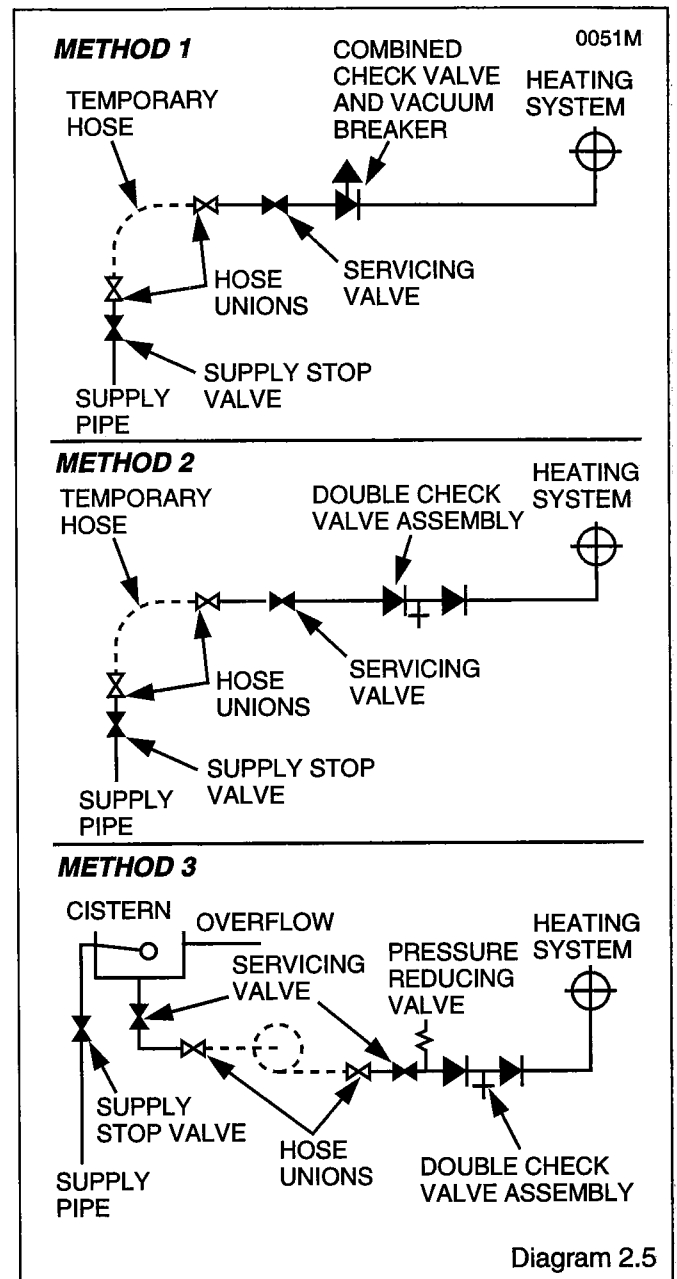 METHOD 1
0051M
COMBINED
CHECK VALVE
AND VACUUM
BREAKER
HEATING
SYSTEM
TEMPORARY
HOSE
HOSE
UNIONS
SERVICING
VALVE
SUPPLY STOP
VALVE
SUPPLY
PIPE
METHOD 2
TEMPORARY
HOSE
DOUBLE CHECK
VALVE ASSEMBLY
HEATING
SYSTEM
HOSE
UNIONS
SERVICING
VALVE
SUPPLY STOP
VALVE
SUPPLY
PIPE
METHOD 3
CISTERN
OVERFLOW
SERVICING
VALVE
PRESSURE
REDUCING
VALVE
HEATING
SYSTEM
SUPPLY
STOP VALVE
HOSE
UNIONS
SUPPLY
PIPE
DOUBLE CHECK
VALVE ASSEMBLY
Diagram 2.5